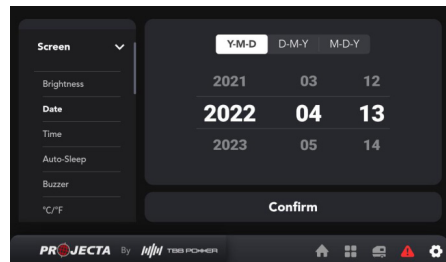 Screen
Brightness
Date
Time
Auto-Sleep
Buzzer
°C/°F
Y-M-D D-M-Y M-D-Y
2021 03 12
2022 04 13
2023 05 14
Confirm
PROJECTA By TBB POWER